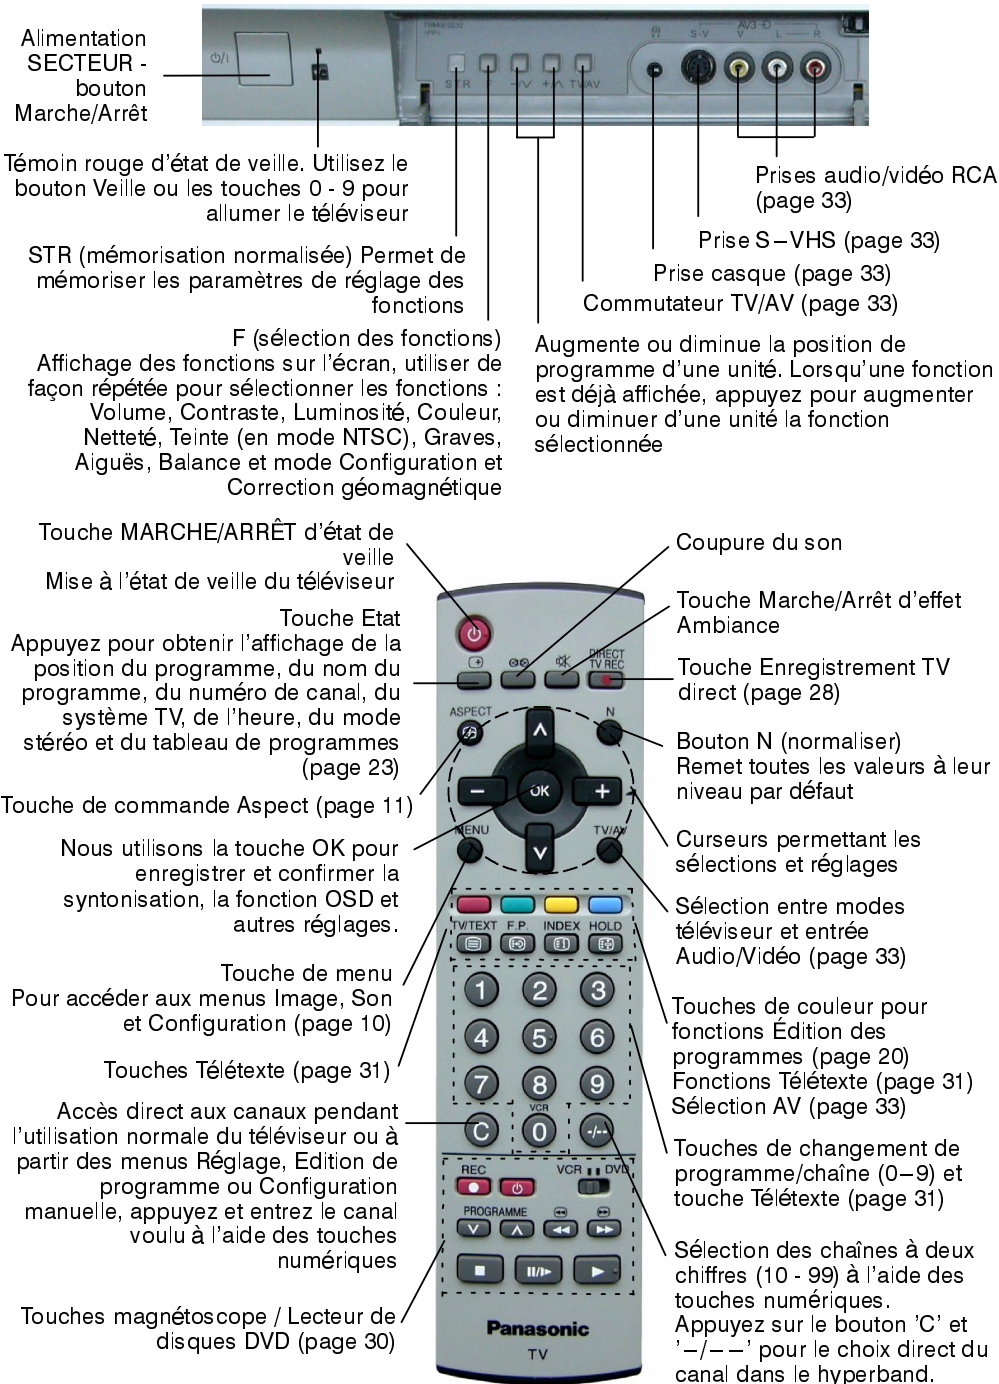 Alimentation
SECTEUR -
bouton
Marche/Arrêt
STR
F
−/∨
+/∧
TV/AV
S-V
AV3
V
L
R
Témoin rouge d'état de veille. Utilisez le
bouton Veille ou les touches 0 - 9 pour
allumer le téléviseur
Prises audio/vidéo RCA
(page 33)
Prise S−VHS (page 33)
STR (mémorisation normalisée) Permet de
mémoriser les paramètres de réglage des
fonctions
Prise casque (page 33)
Commutateur TV/AV (page 33)
F (sélection des fonctions)
Affichage des fonctions sur l'écran, utiliser de
façon répétée pour sélectionner les fonctions :
Volume, Contraste, Luminosité, Couleur,
Netteté, Teinte (en mode NTSC), Graves,
Aiguës, Balance et mode Configuration et
Correction géomagnétique
Augmente ou diminue la position de
programme d'une unité. Lorsqu'une fonction
est déjà affichée, appuyez pour augmenter
ou diminuer d'une unité la fonction
sélectionnée
Touche MARCHE/ARRÊT d'état de
veille
Mise à l'état de veille du téléviseur
Coupure du son
Touche Etat
Appuyez pour obtenir l'affichage de la
position du programme, du nom du
programme, du numéro de canal, du
système TV, de l'heure, du mode
stéréo et du tableau de programmes
(page 23)
Touche Marche/Arrêt d'effet
Ambiance
Touche Enregistrement TV
direct (page 28)
Bouton N (normaliser)
Remet toutes les valeurs à leur
niveau par défaut
Touche de commande Aspect (page 11)
Nous utilisons la touche OK pour
enregistrer et confirmer la
syntonisation, la fonction OSD et
autres réglages.
Curseurs permettant les
sélections et réglages
Sélection entre modes
téléviseur et entrée
Audio/Vidéo (page 33)
Touche de menu
Pour accéder aux menus Image, Son
et Configuration (page 10)
Touches de couleur pour
fonctions Édition des
programmes (page 20)
Fonctions Télétexte (page 31)
Sélection AV (page 33)
Touches Télétexte (page 31)
Accès direct aux canaux pendant
l'utilisation normale du téléviseur ou à
partir des menus Réglage, Edition de
programme ou Configuration
manuelle, appuyez et entrez le canal
voulu à l'aide des touches
numériques
Touches de changement de
programme/chaîne (0−9) et
touche Télétexte (page 31)
Touches magnétoscope / Lecteur de
disques DVD (page 30)
Sélection des chaînes à deux
chiffres (10 - 99) à l'aide des
touches numériques.
Appuyez sur le bouton 'C' et
'−/−−' pour le choix direct du
canal dans le hyperband.
DIRECT
TV REC
ASPECT
N
OK
MENU
TV/AV
TV/TEXT F.P. INDEX HOLD
1 2 3
4 5 6
7 8 9
VCR
C 0 -/--
REC
VCR DVD
PROGRAMME
Panasonic
TV